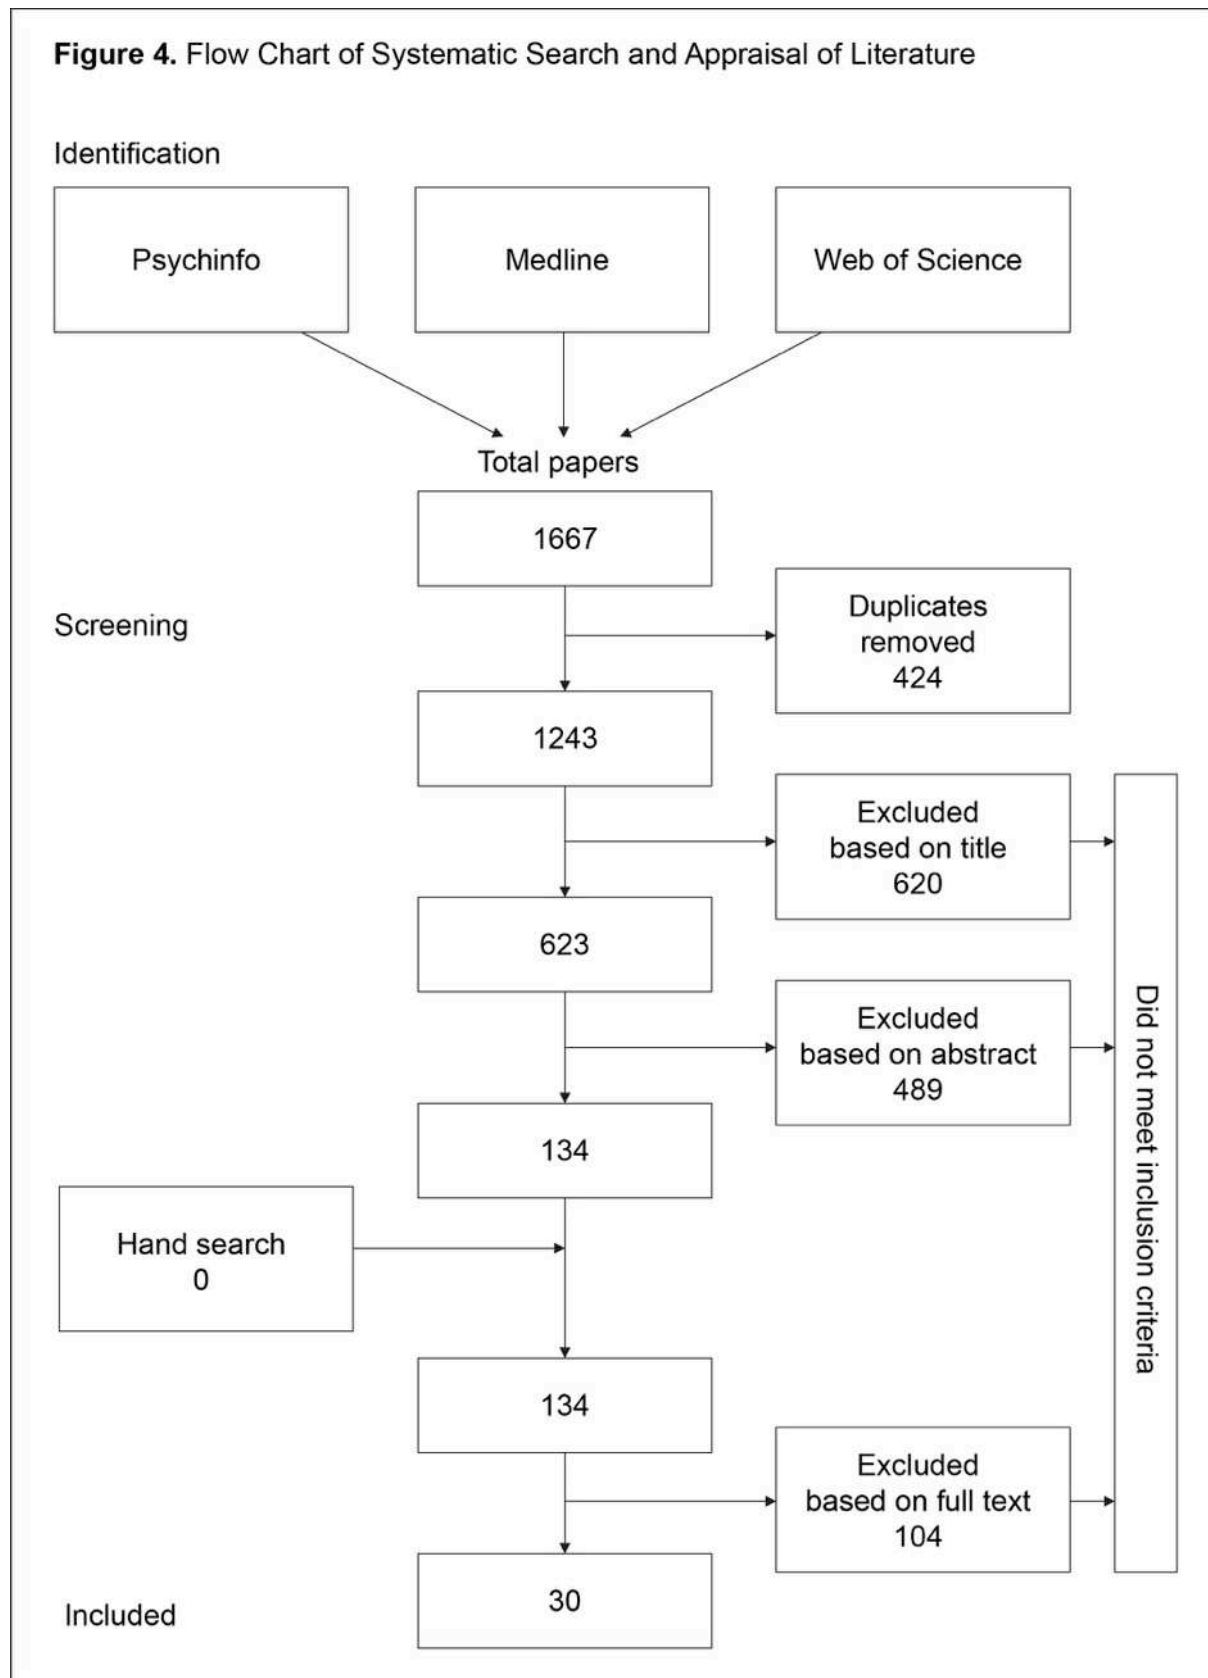 Figure 4. Flow Chart of Systematic Search and Appraisal of Literature
Identification
Psychinfo
Medline
Web of Science
Total papers
1667
Screening
Duplicates
removed
424
1243
Excluded
based on title
620
623
Excluded
based on abstract
489
134
Hand search
0
134
Excluded
based on full text
104
Did not meet inclusion criteria
30
Included